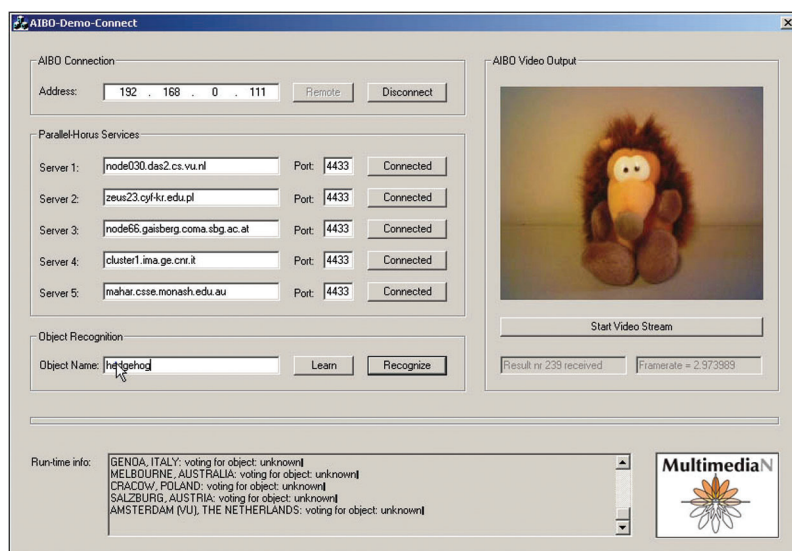 AIBO-Demo-Connect
AIBO Connection
Address: 192 . 168 . 0 . 111 Remote Disconnect
Parallel-Horus Services
Server 1: node030.das2.cs.vu.nl Port: 4433 Connected
Server 2: zeus23.cyf-kr.edu.pl Port: 4433 Connected
Server 3: node66.gaisberg.coma.sbg.ac.at Port: 4433 Connected
Server 4: cluster1.ima.ge.cnr.it Port: 4433 Connected
Server 5: mahar.csse.monash.edu.au Port: 4433 Connected
Object Recognition
Object Name: hedgehog Learn Recognize
AIBO Video Output
Start Video Stream
Result nr 239 received Framerate = 2.973989
Run-time info:
GENOA, ITALY: voting for object: unknown
MELBOURNE, AUSTRALIA: voting for object: unknown
CRACOW, POLAND: voting for object: unknown
SALZBURG, AUSTRIA: voting for object: unknown
AMSTERDAM (VU), THE NETHERLANDS: voting for object: unknown
MultimediaN